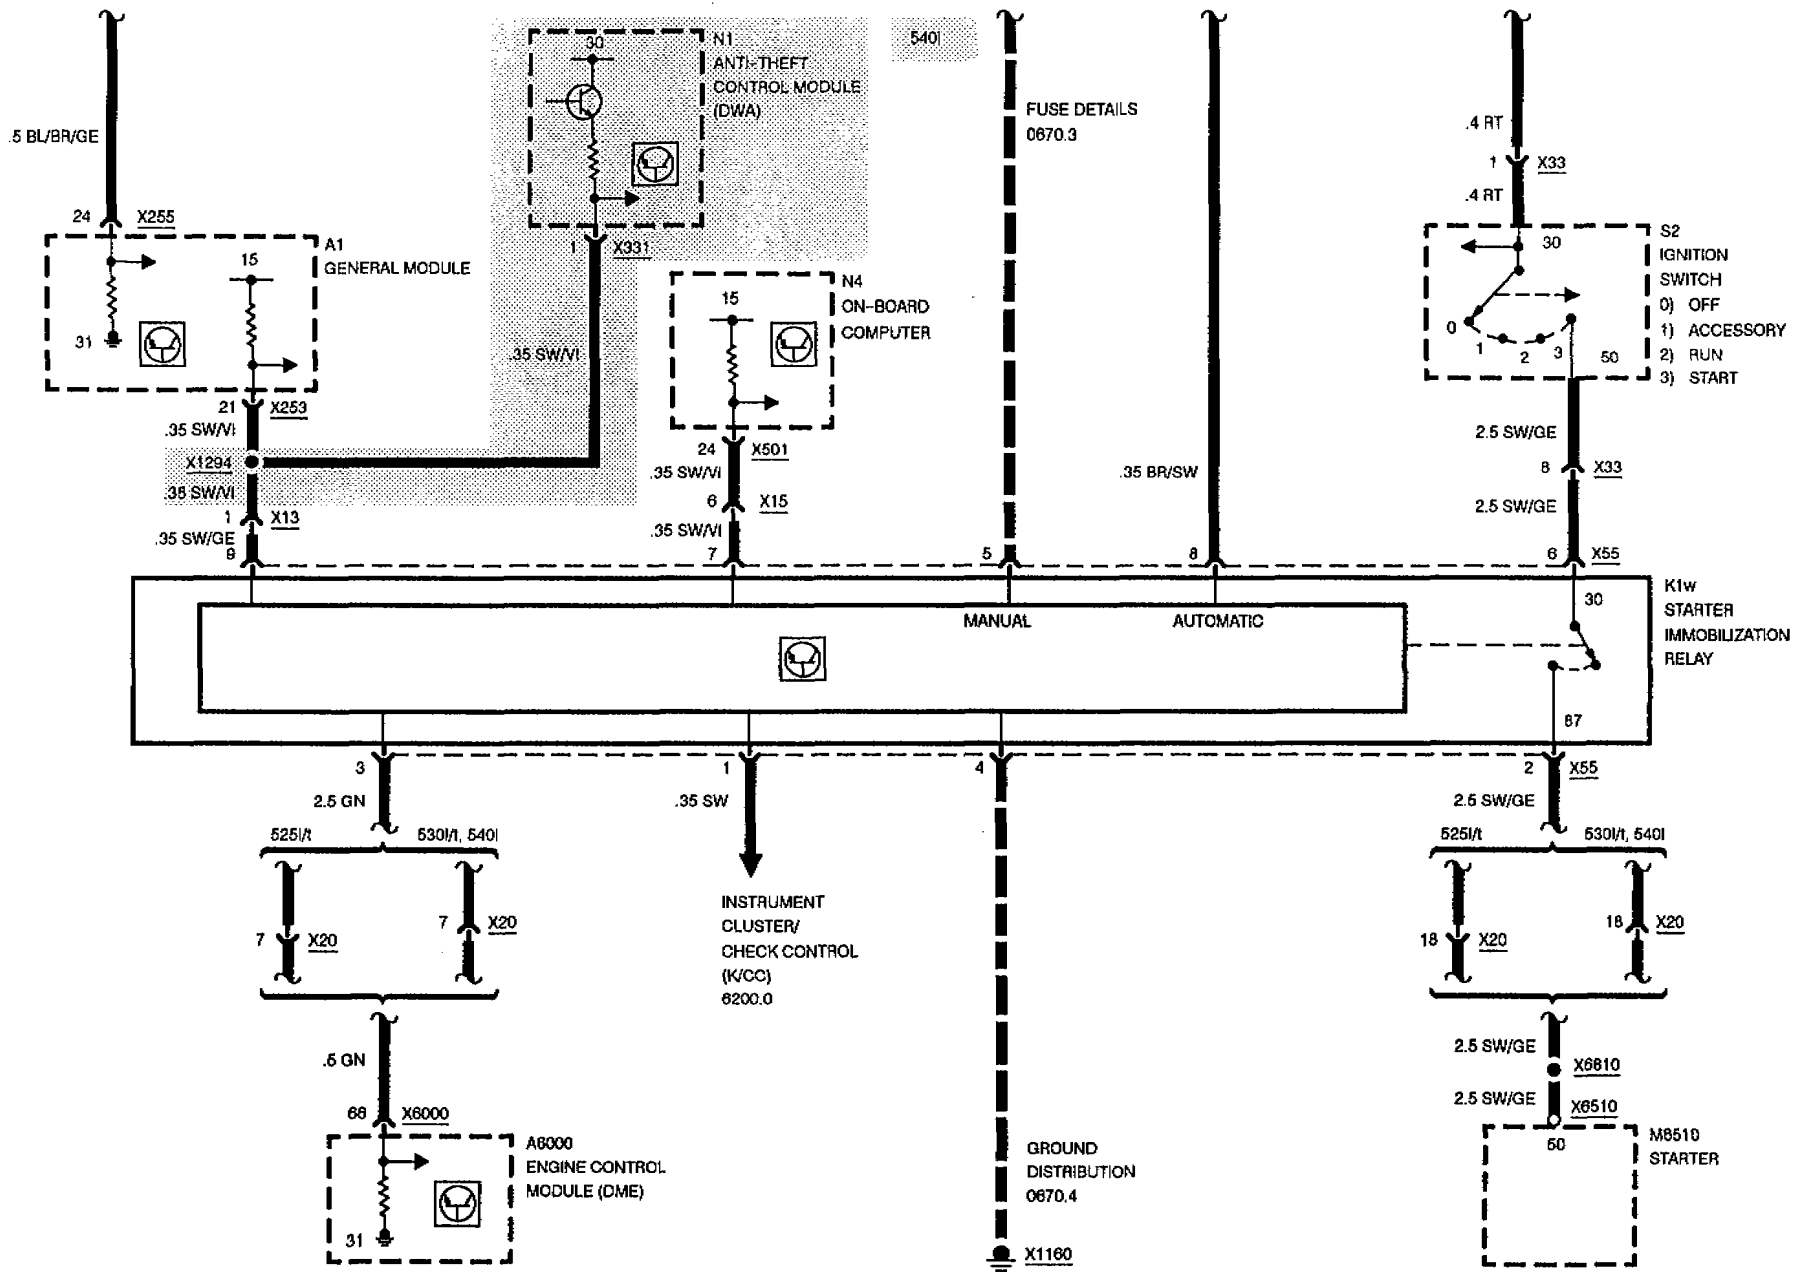 540I
30
N1
ANTI-THEFT
CONTROL MODULE
(DWA)
FUSE DETAILS
0670.3
.5 BL/BR/GE
.4 RT
1
X33
.4 RT
24
X255
A1
GENERAL MODULE
15
31
1
X331
N4
ON-BOARD
COMPUTER
15
30
S2
IGNITION
SWITCH
0) OFF
1) ACCESSORY
2) RUN
3) START
0
1
2
3
50
.35 SW/VI
21
X253
.35 SW/VI
X1294
.35 SW/VI
1
X13
.35 SW/GE
9
24
X501
.35 SW/VI
6
X15
.35 SW/VI
7
5
.35 BR/SW
8
2.5 SW/GE
8
X33
2.5 SW/GE
6
X55
MANUAL
AUTOMATIC
30
87
K1w
STARTER
IMMOBILIZATION
RELAY
3
2.5 GN
1
.35 SW
4
2
X55
2.5 SW/GE
525I/t
530I/t, 540I
7
X20
7
X20
INSTRUMENT
CLUSTER/
CHECK CONTROL
(K/CC)
6200.0
525I/t
530I/t, 540I
18
X20
18
X20
.5 GN
68
X6000
A6000
ENGINE CONTROL
MODULE (DME)
31
GROUND
DISTRIBUTION
0670.4
X1160
2.5 SW/GE
X6810
2.5 SW/GE
X6510
50
M6510
STARTER